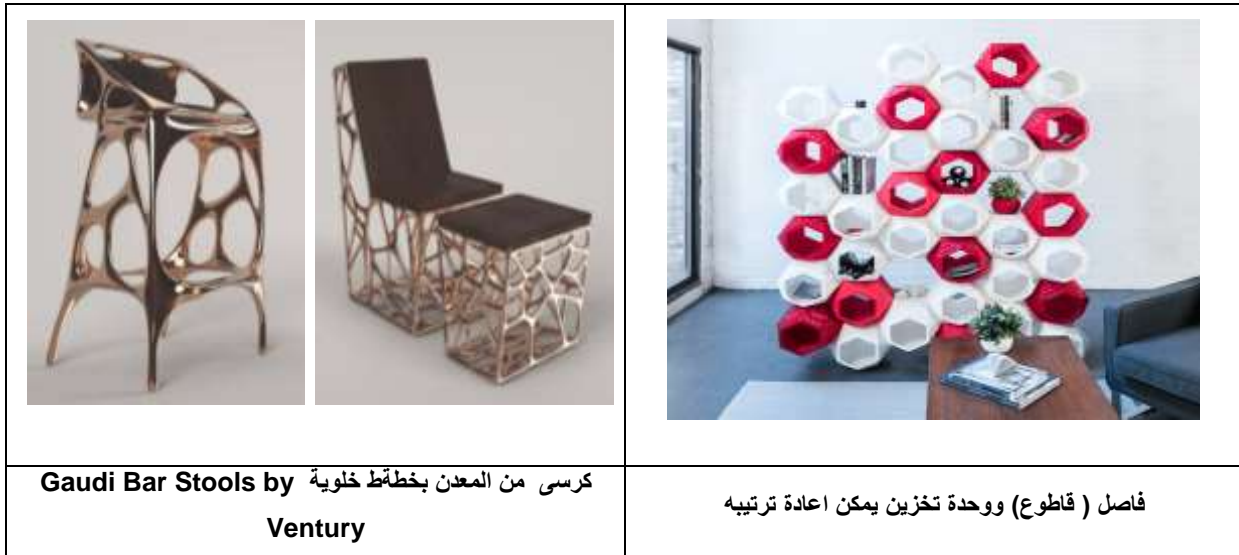 كرسى من المعدن بخطةط خلوية Gaudi Bar Stools by
Ventury
فاصل ( قاطوع) ووحدة تخزين يمكن اعادة ترتيبه